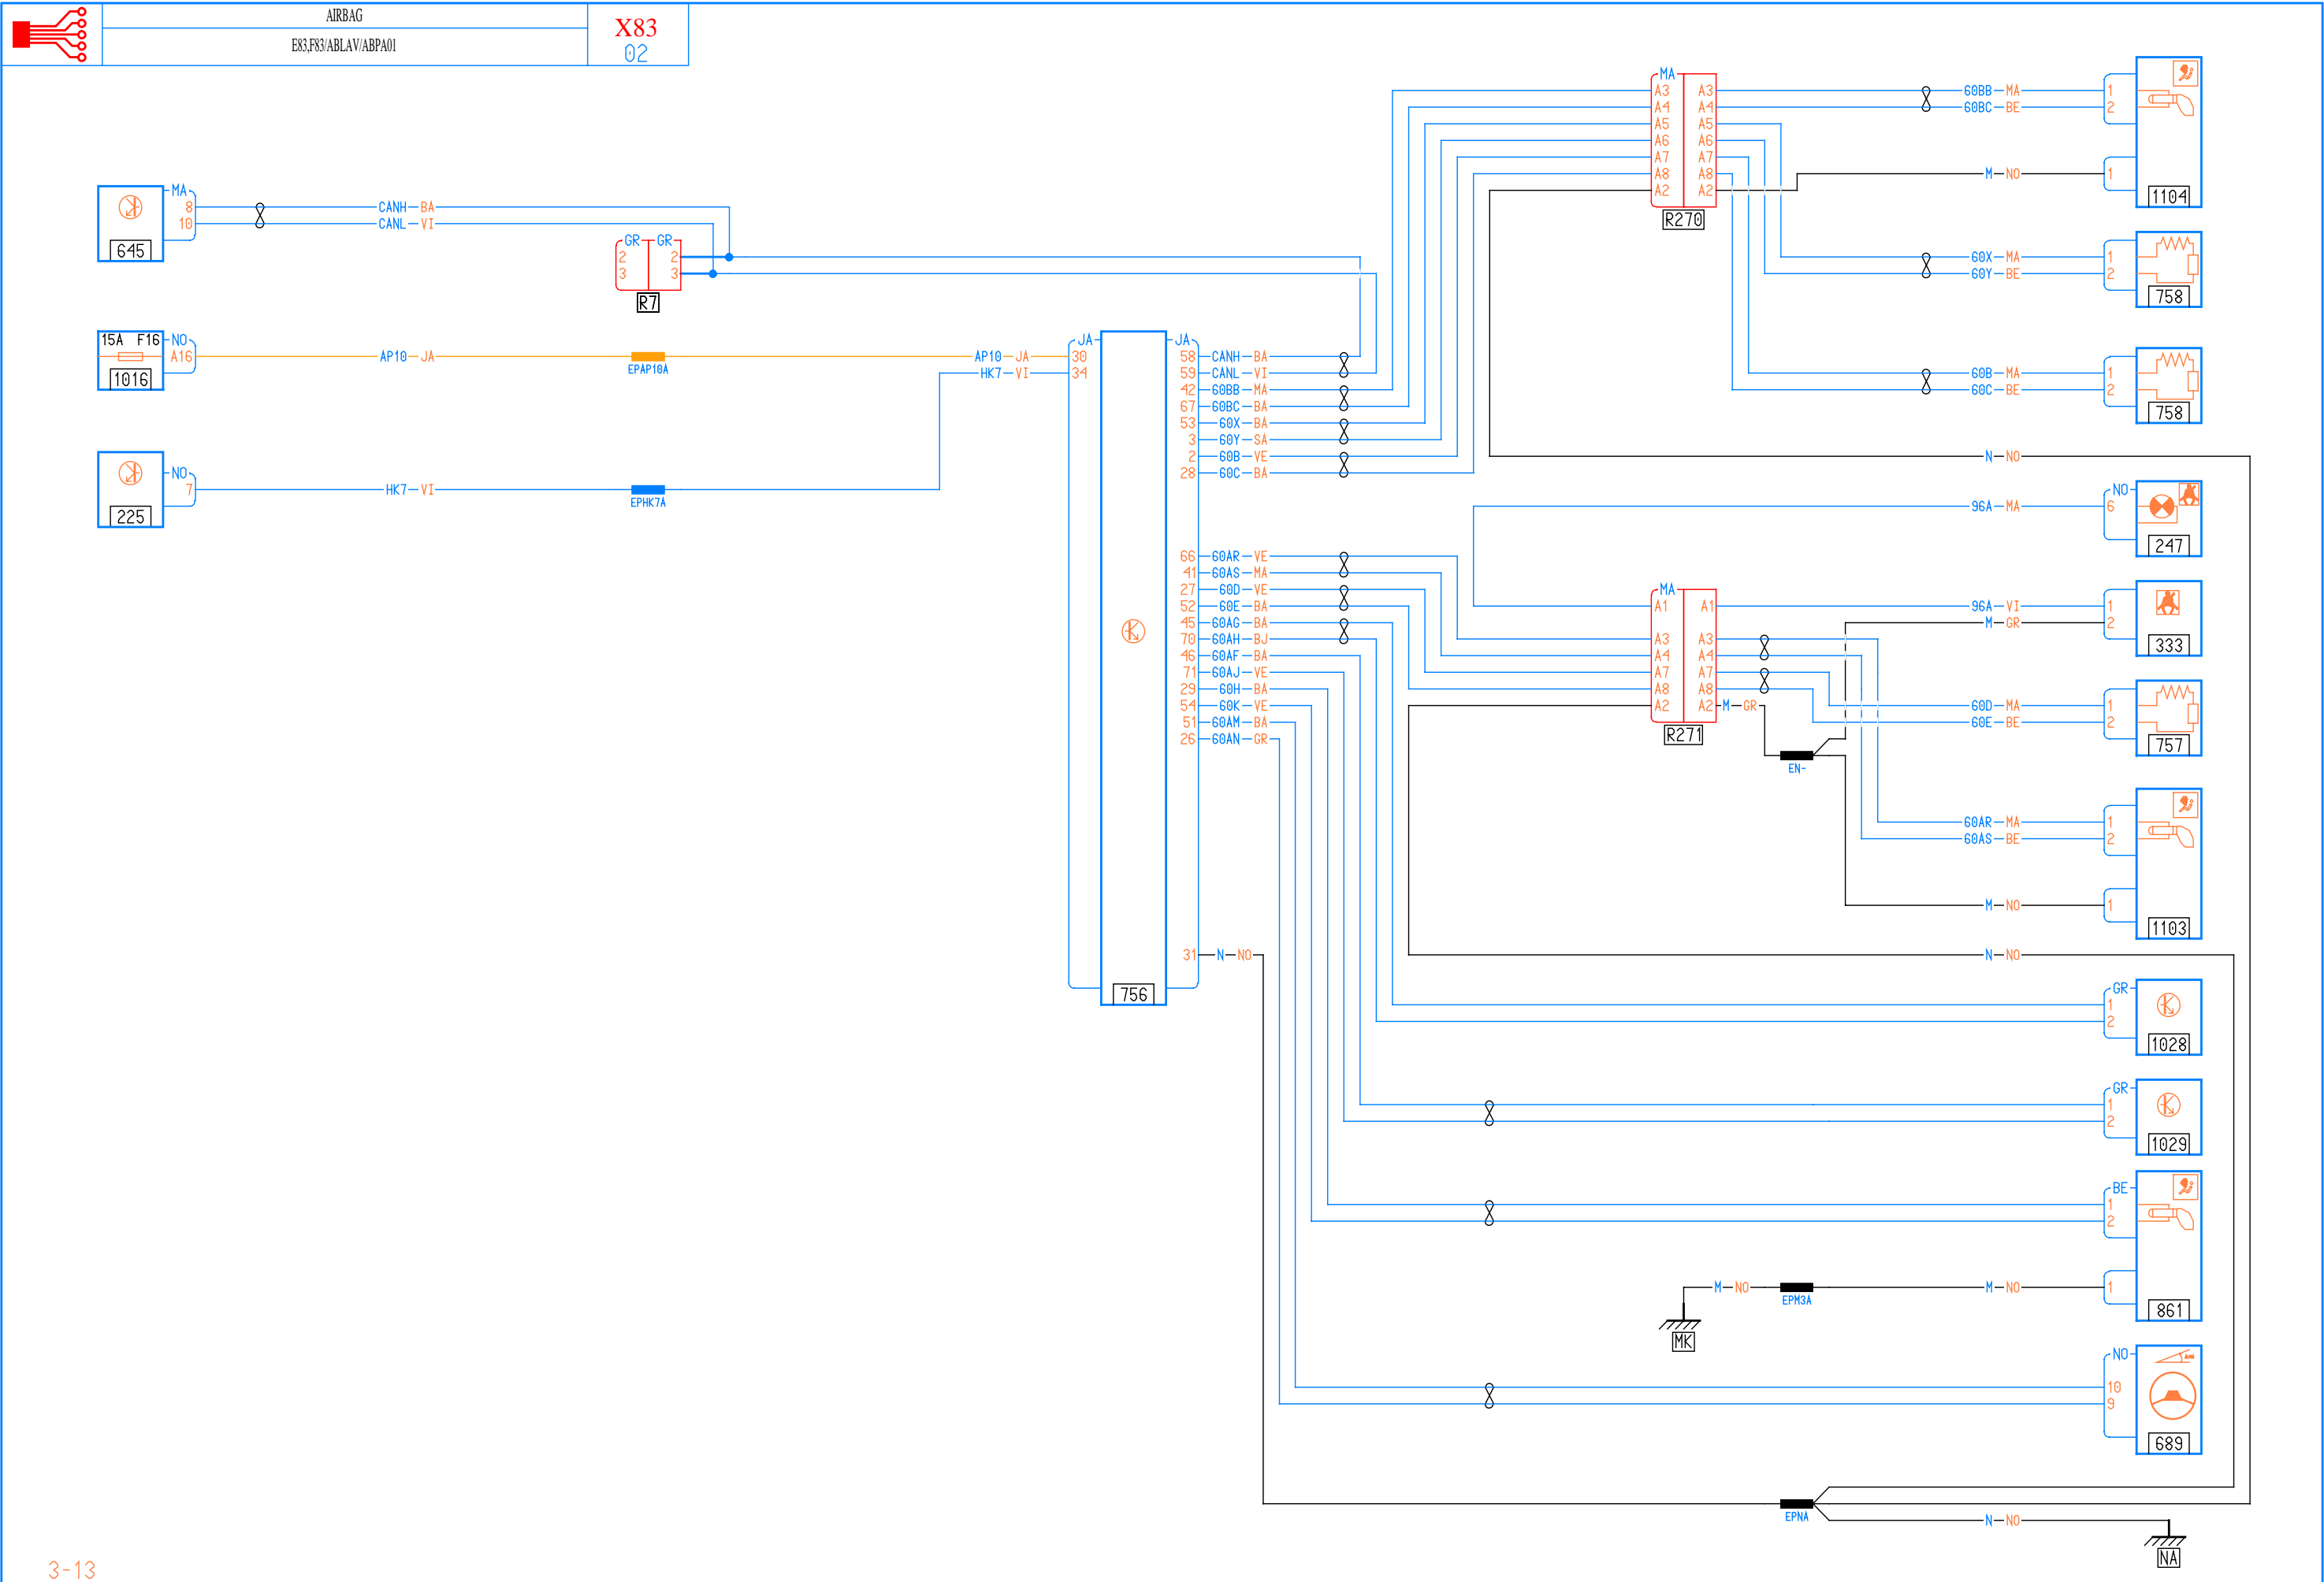 AIRBAG
E83,F83/ABLAV/ABPA01
X83
02
MA
8 CANH BA
10 CANL VI
645
GR GR
2 2
3 3
R7
15A F16 NO
A16 AP10 JA
1016
EPAP10A
AP10 JA
HK7 VI
NO
7 HK7 VI
225
EPHK7A
JA
30
34
756
JA
58 CANH BA
59 CANL VI
42 60BB MA
67 60BC BA
53 60X BA
3 60Y SA
2 60B VE
28 60C BA
66 60AR VE
41 60AS MA
27 60D VE
52 60E BA
45 60AG BA
70 60AH BJ
46 60AF BA
71 60AJ VE
29 60H BA
54 60K VE
51 60AM BA
26 60AN GR
31 N NO
MA
A3 A3
A4 A4
A5 A5
A6 A6
A7 A7
A8 A8
A2 A2
R270
60BB MA 1
60BC BE 2
M NO 1
1104
60X MA 1
60Y BE 2
758
60B MA 1
60C BE 2
758
N NO
NO
96A MA 6
247
MA
A1 A1
A3 A3
A4 A4
A7 A7
A8 A8
A2 A2 M GR
R271
EN-
96A VI 1
M GR 2
333
60D MA 1
60E BE 2
757
60AR MA 1
60AS BE 2
M NO 1
1103
N NO
GR
1
2
1028
GR
1
2
1029
BE
1
2
M NO EPM3A M NO 1
861
MK
NO
10
9
689
EPNA
N NO
NA
3-13